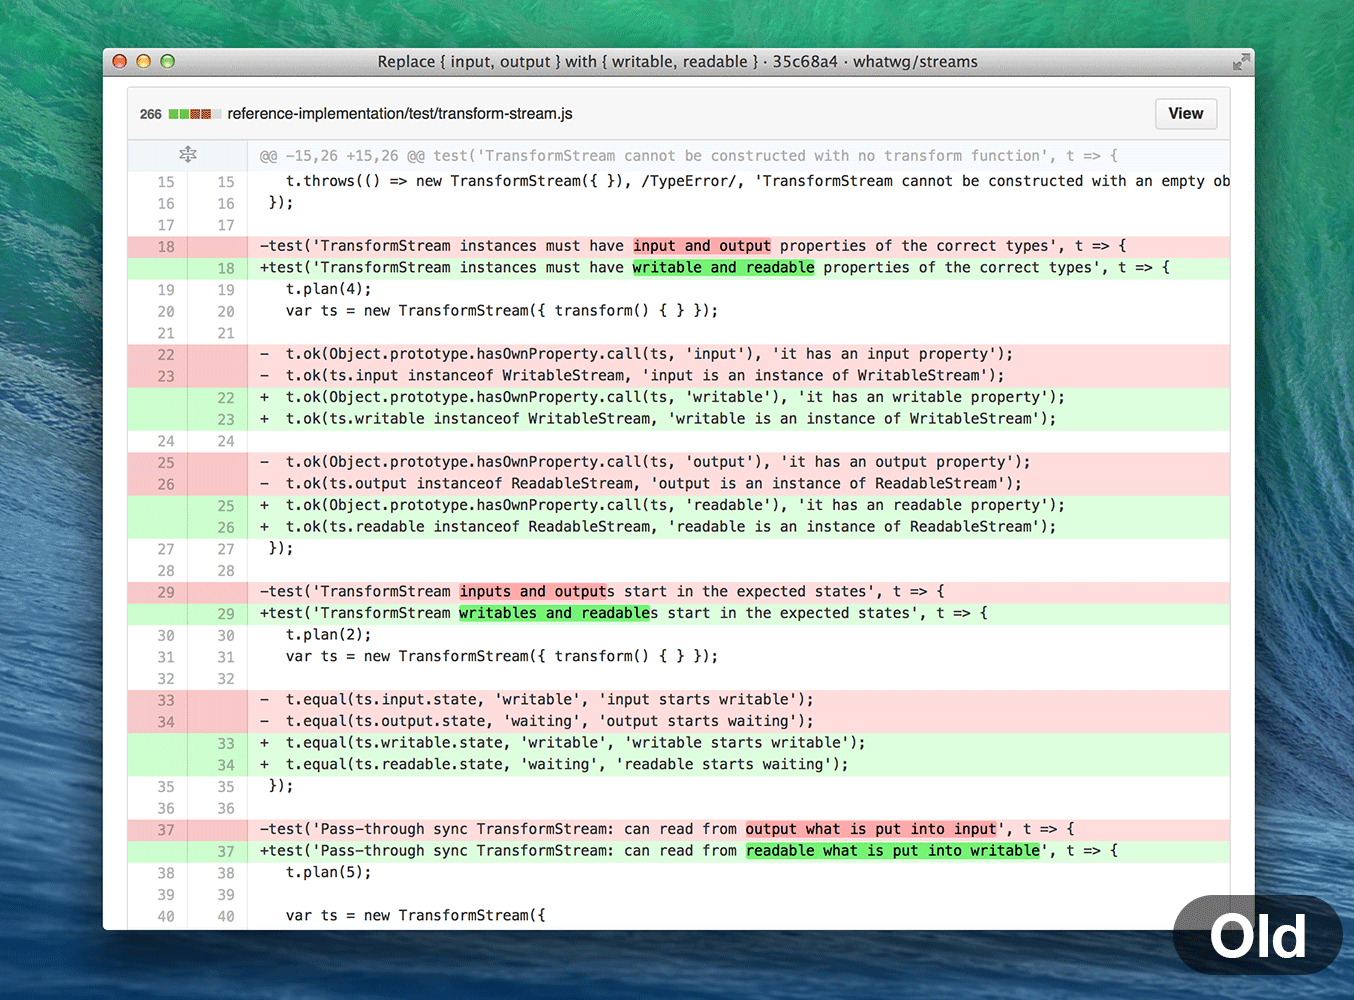 Replace { input, output } with { writable, readable } · 35c68a4 · whatwg/streams
266 reference-implementation/test/transform-stream.js View
@@ -15,26 +15,26 @@ test('TransformStream cannot be constructed with no transform function', t => {
15 15 t.throws(() => new TransformStream({ }), /TypeError/, 'TransformStream cannot be constructed with an empty ob
16 16 });
17 17
18 -test('TransformStream instances must have input and output properties of the correct types', t => {
18 +test('TransformStream instances must have writable and readable properties of the correct types', t => {
19 19 t.plan(4);
20 20 var ts = new TransformStream({ transform() { } });
21 21
22 - t.ok(Object.prototype.hasOwnProperty.call(ts, 'input'), 'it has an input property');
23 - t.ok(ts.input instanceof WritableStream, 'input is an instance of WritableStream');
22 + t.ok(Object.prototype.hasOwnProperty.call(ts, 'writable'), 'it has an writable property');
23 + t.ok(ts.writable instanceof WritableStream, 'writable is an instance of WritableStream');
24 24
25 - t.ok(Object.prototype.hasOwnProperty.call(ts, 'output'), 'it has an output property');
26 - t.ok(ts.output instanceof ReadableStream, 'output is an instance of ReadableStream');
25 + t.ok(Object.prototype.hasOwnProperty.call(ts, 'readable'), 'it has an readable property');
26 + t.ok(ts.readable instanceof ReadableStream, 'readable is an instance of ReadableStream');
27 27 });
28 28
29 -test('TransformStream inputs and outputs start in the expected states', t => {
29 +test('TransformStream writables and readables start in the expected states', t => {
30 30 t.plan(2);
31 31 var ts = new TransformStream({ transform() { } });
32 32
33 - t.equal(ts.input.state, 'writable', 'input starts writable');
34 - t.equal(ts.output.state, 'waiting', 'output starts waiting');
33 + t.equal(ts.writable.state, 'writable', 'writable starts writable');
34 + t.equal(ts.readable.state, 'waiting', 'readable starts waiting');
35 35 });
36 36
37 -test('Pass-through sync TransformStream: can read from output what is put into input', t => {
37 +test('Pass-through sync TransformStream: can read from readable what is put into writable', t => {
38 38 t.plan(5);
39 39
40 40 var ts = new TransformStream({
Old